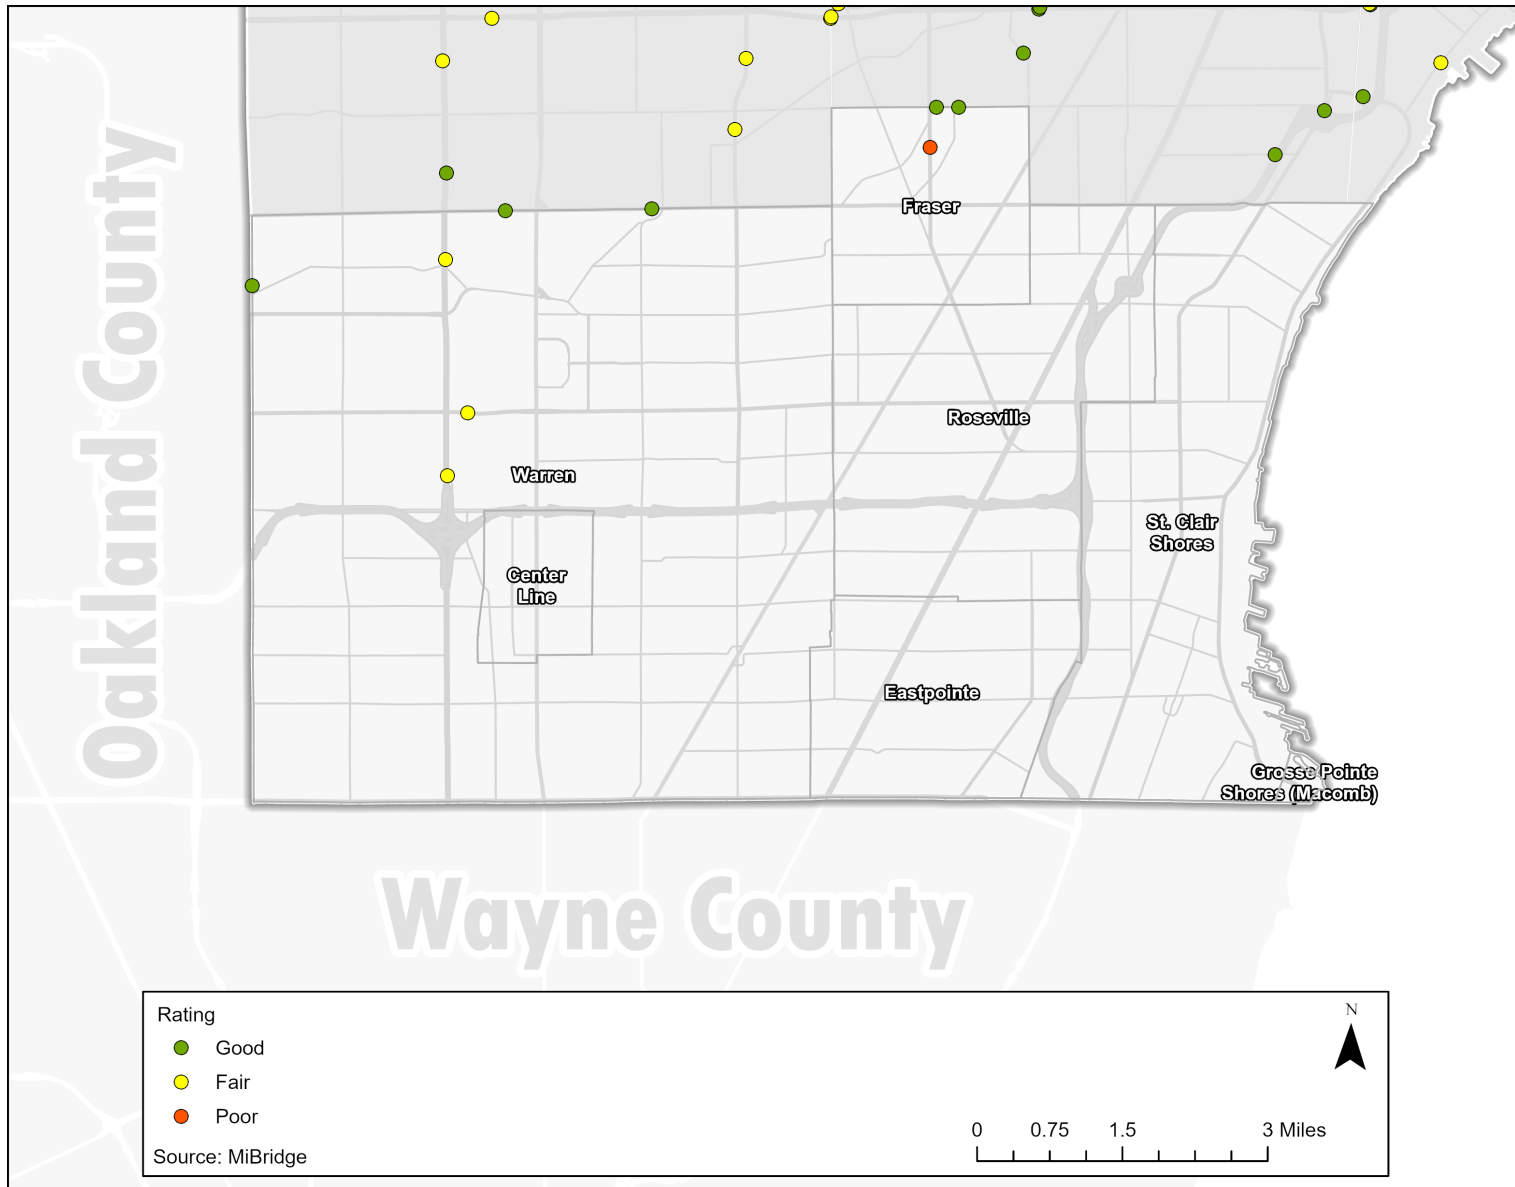 Oakland County
Fraser
Roseville
Warren
St. Clair
Shores
Center
Line
Eastpointe
Grosse Pointe
Shores (Macomb)
Wayne County
Rating
Good
Fair
Poor
Source: MiBridge
N
0 0.75 1.5 3 Miles